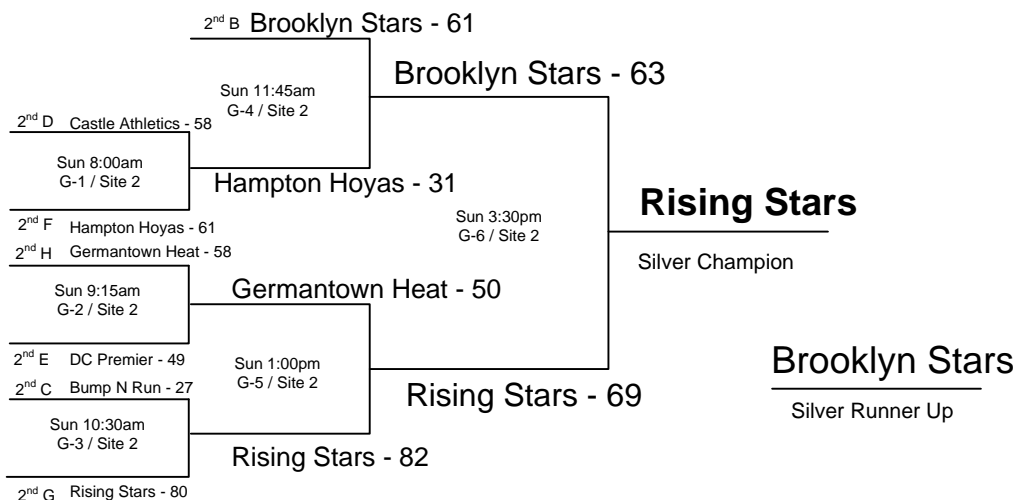 2nd B Brooklyn Stars - 61
Brooklyn Stars - 63
Sun 11:45am
G-4 / Site 2
2nd D Castle Athletics - 58
Sun 8:00am
G-1 / Site 2
Hampton Hoyas - 31
2nd F Hampton Hoyas - 61
Sun 3:30pm
G-6 / Site 2
Rising Stars
Silver Champion
2nd H Germantown Heat - 58
Sun 9:15am
G-2 / Site 2
Germantown Heat - 50
2nd E DC Premier - 49
Sun 1:00pm
G-5 / Site 2
Rising Stars - 69
Brooklyn Stars
Silver Runner Up
2nd C Bump N Run - 27
Sun 10:30am
G-3 / Site 2
Rising Stars - 82
2nd G Rising Stars - 80